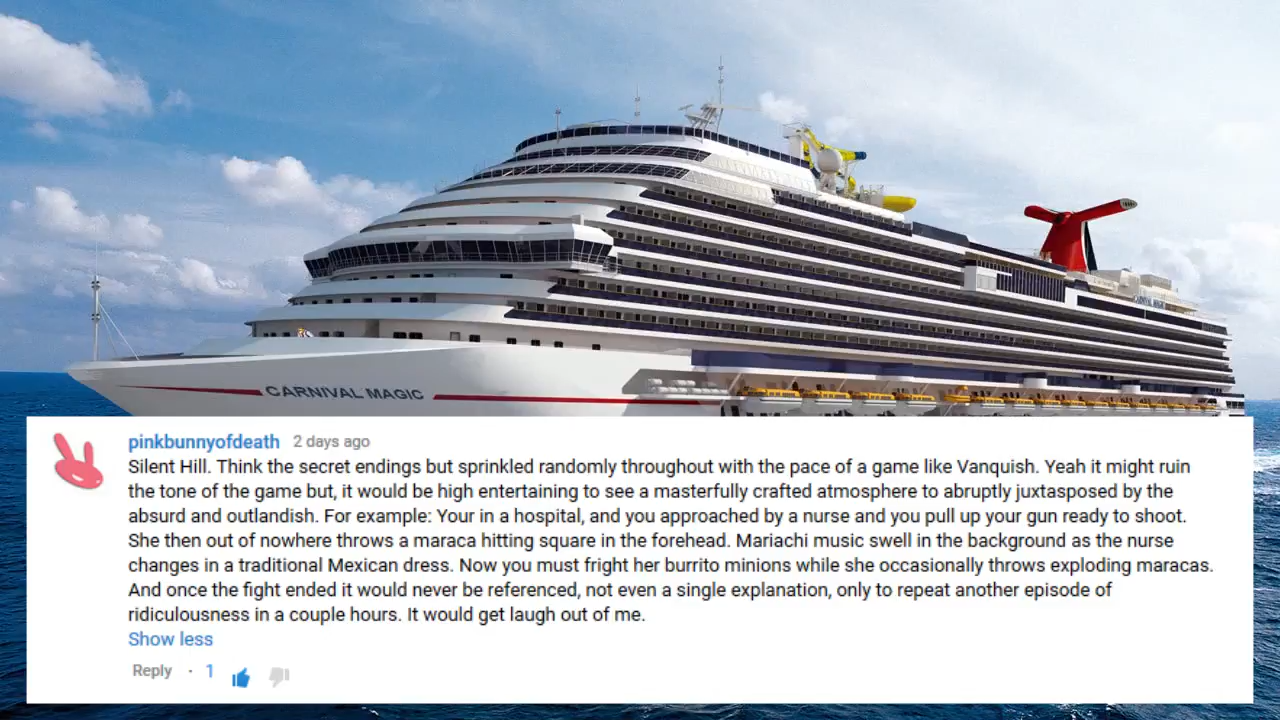 CARNIVAL MAGIC
CARNIVAL MAGIC
pinkbunnyofdeath 2 days ago
Silent Hill. Think the secret endings but sprinkled randomly throughout with the pace of a game like Vanquish. Yeah it might ruin
the tone of the game but, it would be high entertaining to see a masterfully crafted atmosphere to abruptly juxtasposed by the
absurd and outlandish. For example: Your in a hospital, and you approached by a nurse and you pull up your gun ready to shoot.
She then out of nowhere throws a maraca hitting square in the forehead. Mariachi music swell in the background as the nurse
changes in a traditional Mexican dress. Now you must fright her burrito minions while she occasionally throws exploding maracas.
And once the fight ended it would never be referenced, not even a single explanation, only to repeat another episode of
ridiculousness in a couple hours. It would get laugh out of me.
Show less
Reply · 1